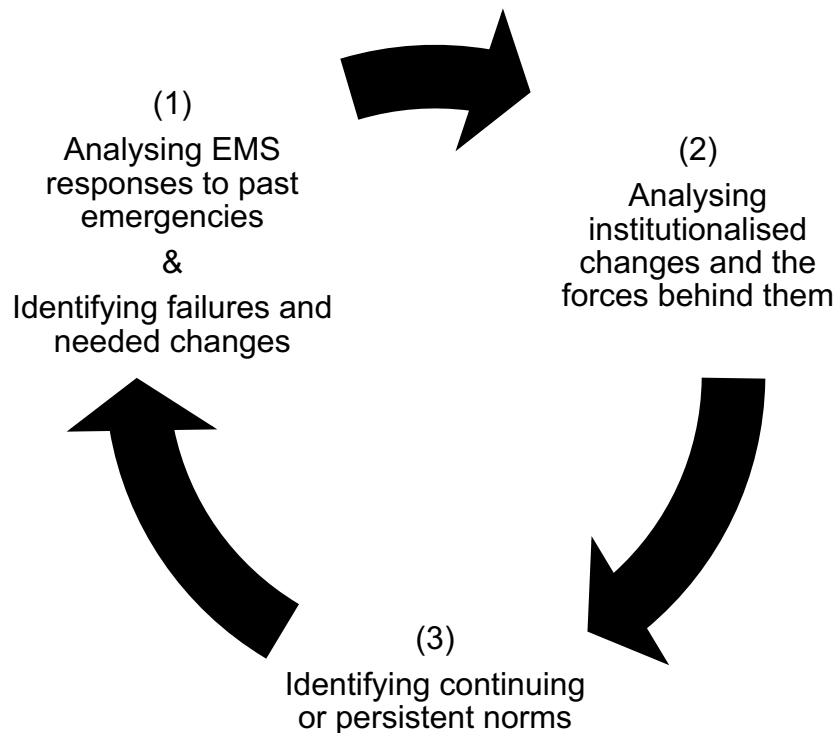 (1)
Analysing EMS
responses to past
emergencies
&
Identifying failures and
needed changes
(2)
Analysing
institutionalised
changes and the
forces behind them
(3)
Identifying continuing
or persistent norms